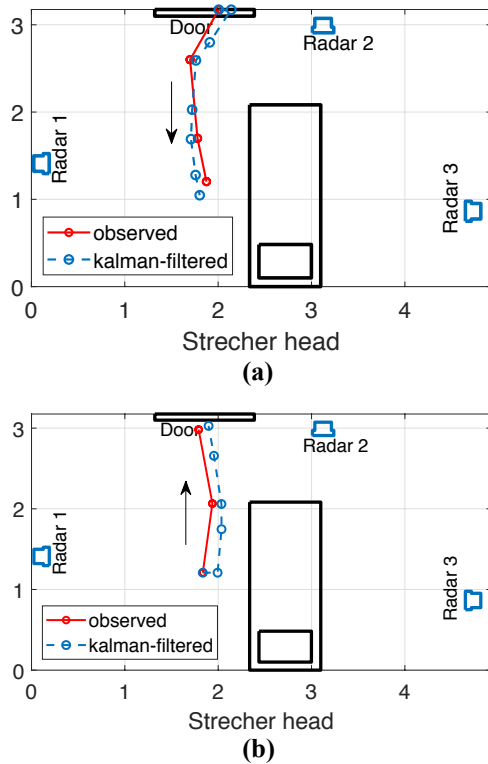 3
Door
Radar 2
2
Radar 1
Radar 3
1
observed
kalman-filtered
0
0 1 2 3 4
Strecher head
(a)
3
Door
Radar 2
2
Radar 1
Radar 3
1
observed
kalman-filtered
0
0 1 2 3 4
Strecher head
(b)